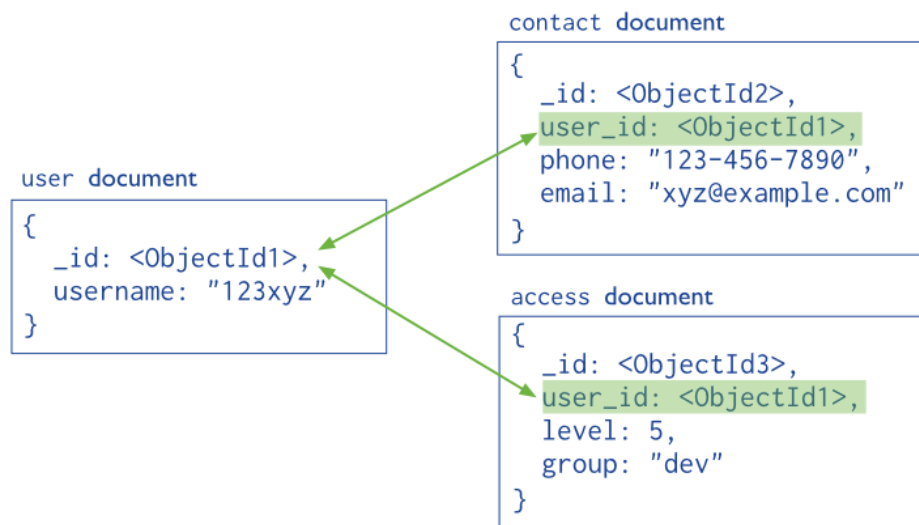 contact document
{
_id: <ObjectId2>,
user_id: <ObjectId1>,
phone: "123-456-7890",
email: "xyz@example.com"
}
user document
{
_id: <ObjectId1>,
username: "123xyz"
}
access document
{
_id: <ObjectId3>,
user_id: <ObjectId1>,
level: 5,
group: "dev"
}